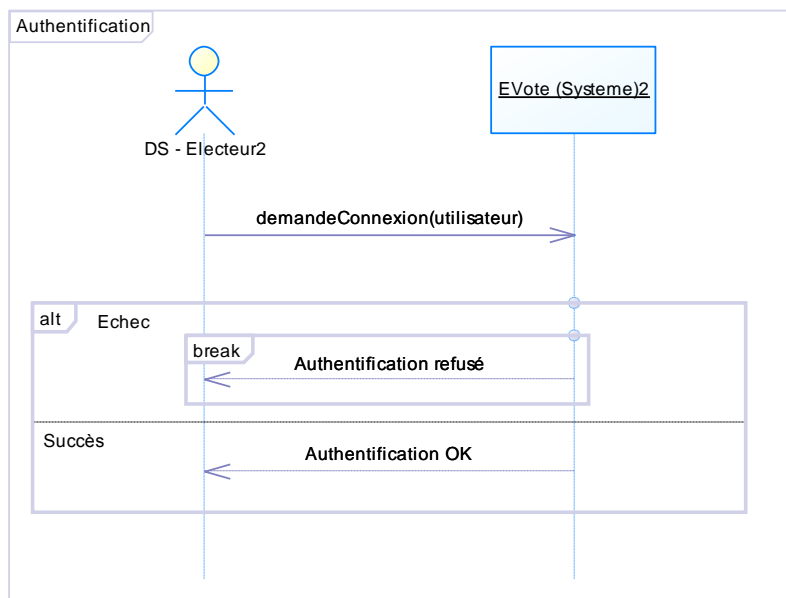 Authentification
EVote (Systeme)2
DS - Electeur2
demandeConnexion(utilisateur)
alt
Echec
break
Authentification refusé
Succès
Authentification OK